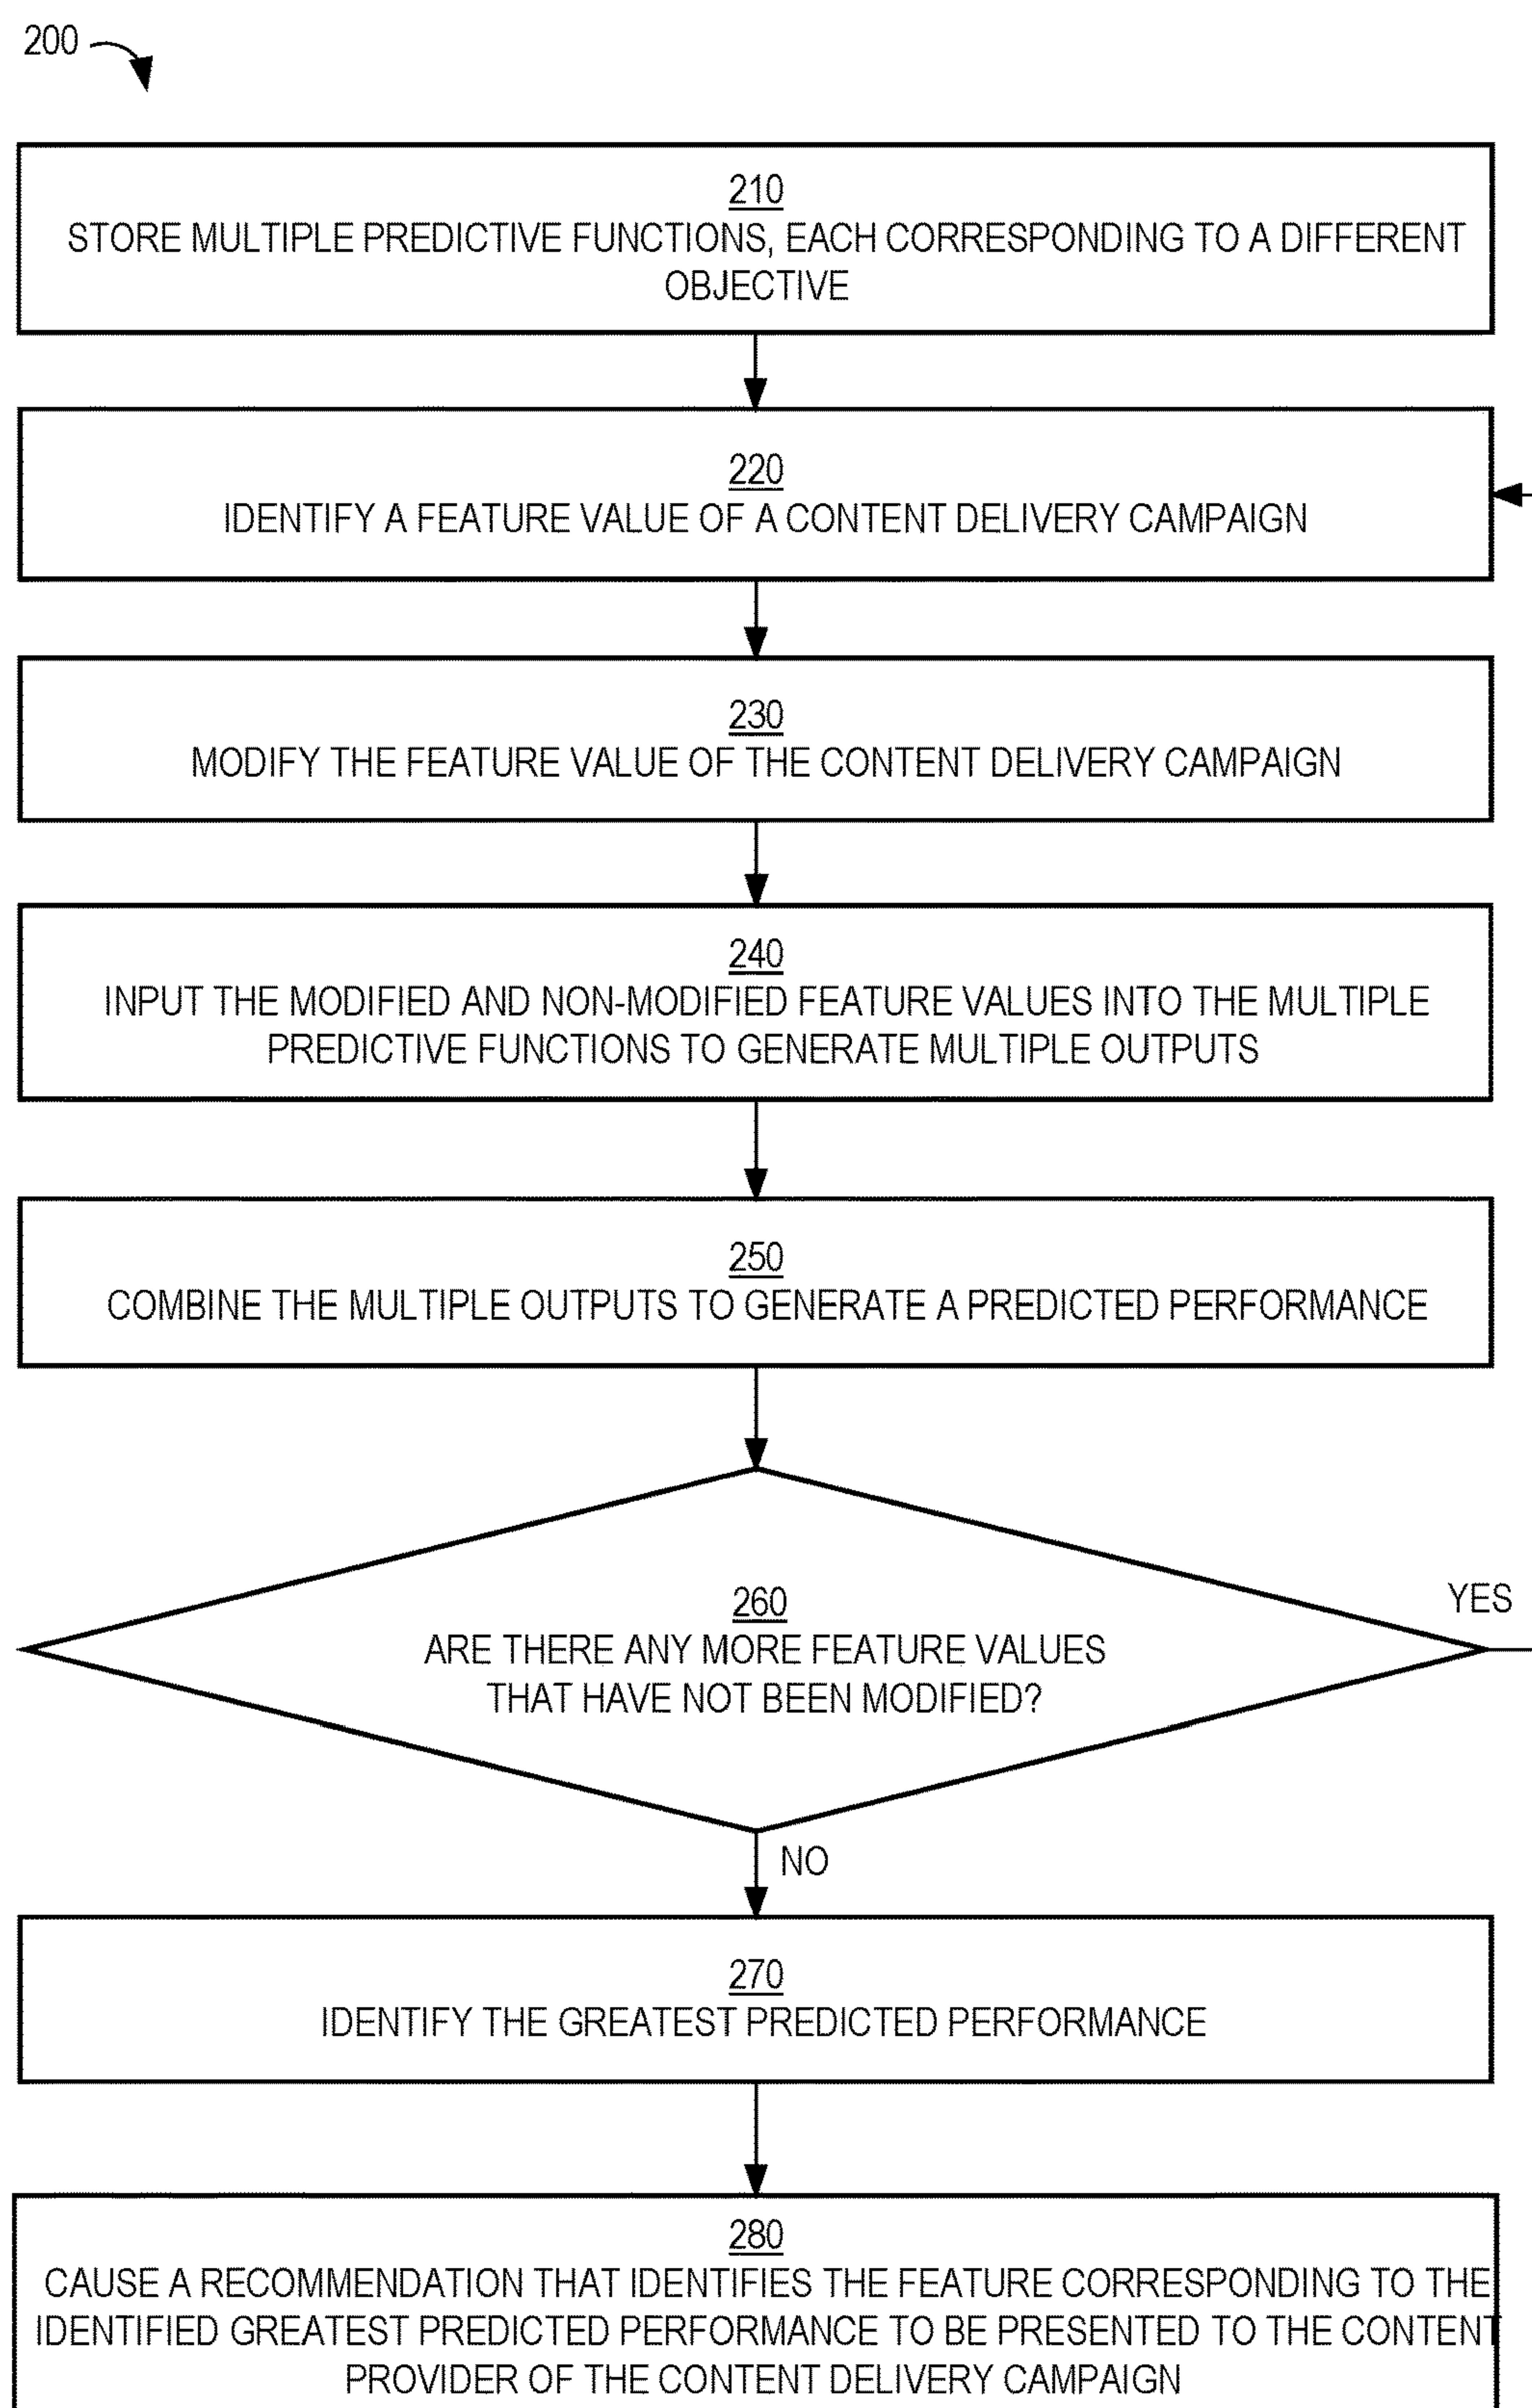 200
210
STORE MULTIPLE PREDICTIVE FUNCTIONS, EACH CORRESPONDING TO A DIFFERENT
OBJECTIVE
220
IDENTIFY A FEATURE VALUE OF A CONTENT DELIVERY CAMPAIGN
230
MODIFY THE FEATURE VALUE OF THE CONTENT DELIVERY CAMPAIGN
240
INPUT THE MODIFIED AND NON-MODIFIED FEATURE VALUES INTO THE MULTIPLE
PREDICTIVE FUNCTIONS TO GENERATE MULTIPLE OUTPUTS
250
COMBINE THE MULTIPLE OUTPUTS TO GENERATE A PREDICTED PERFORMANCE
260
ARE THERE ANY MORE FEATURE VALUES
THAT HAVE NOT BEEN MODIFIED?
YES
NO
270
IDENTIFY THE GREATEST PREDICTED PERFORMANCE
280
CAUSE A RECOMMENDATION THAT IDENTIFIES THE FEATURE CORRESPONDING TO THE
IDENTIFIED GREATEST PREDICTED PERFORMANCE TO BE PRESENTED TO THE CONTENT
PROVIDER OF THE CONTENT DELIVERY CAMPAIGN